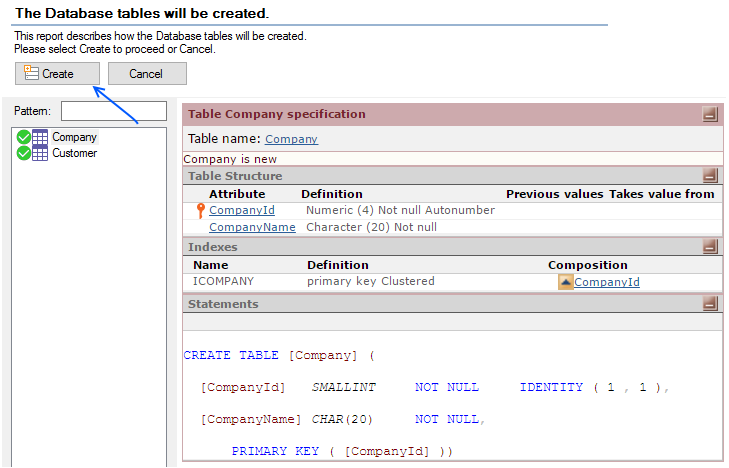 The Database tables will be created.
This report describes how the Database tables will be created.
Please select Create to proceed or Cancel.
Create Cancel
Pattern:
Company
Customer
Table Company specification
Table name: Company
Company is new
Table Structure
Attribute Definition Previous values Takes value from
CompanyId Numeric (4) Not null Autonumber
CompanyName Character (20) Not null
Indexes
Name Definition Composition
ICOMPANY primary key Clustered CompanyId
Statements
CREATE TABLE [Company] (
[CompanyId] SMALLINT NOT NULL IDENTITY ( 1 , 1 ),
[CompanyName] CHAR(20) NOT NULL,
PRIMARY KEY ( [CompanyId] ))